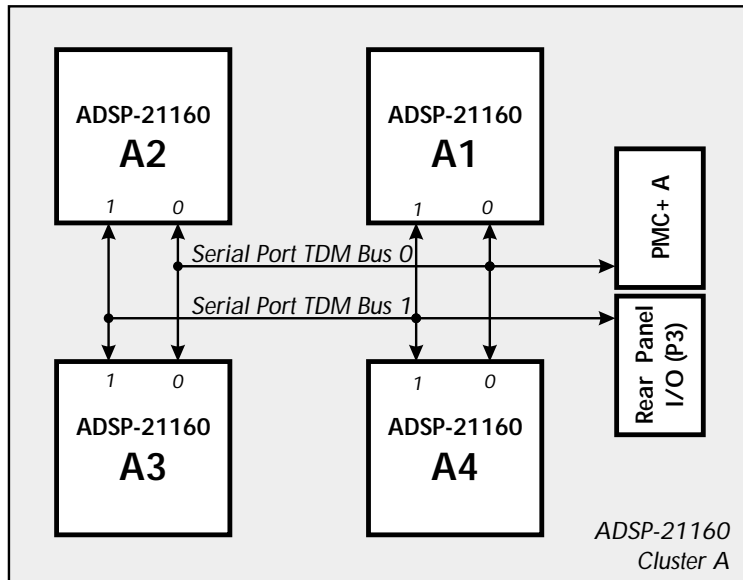 ADSP-21160
A2
1 0
ADSP-21160
A1
1 0
PMC+ A
Serial Port TDM Bus 0
Serial Port TDM Bus 1
Rear Panel
I/O (P3)
1 0
ADSP-21160
A3
1 0
ADSP-21160
A4
ADSP-21160
Cluster A